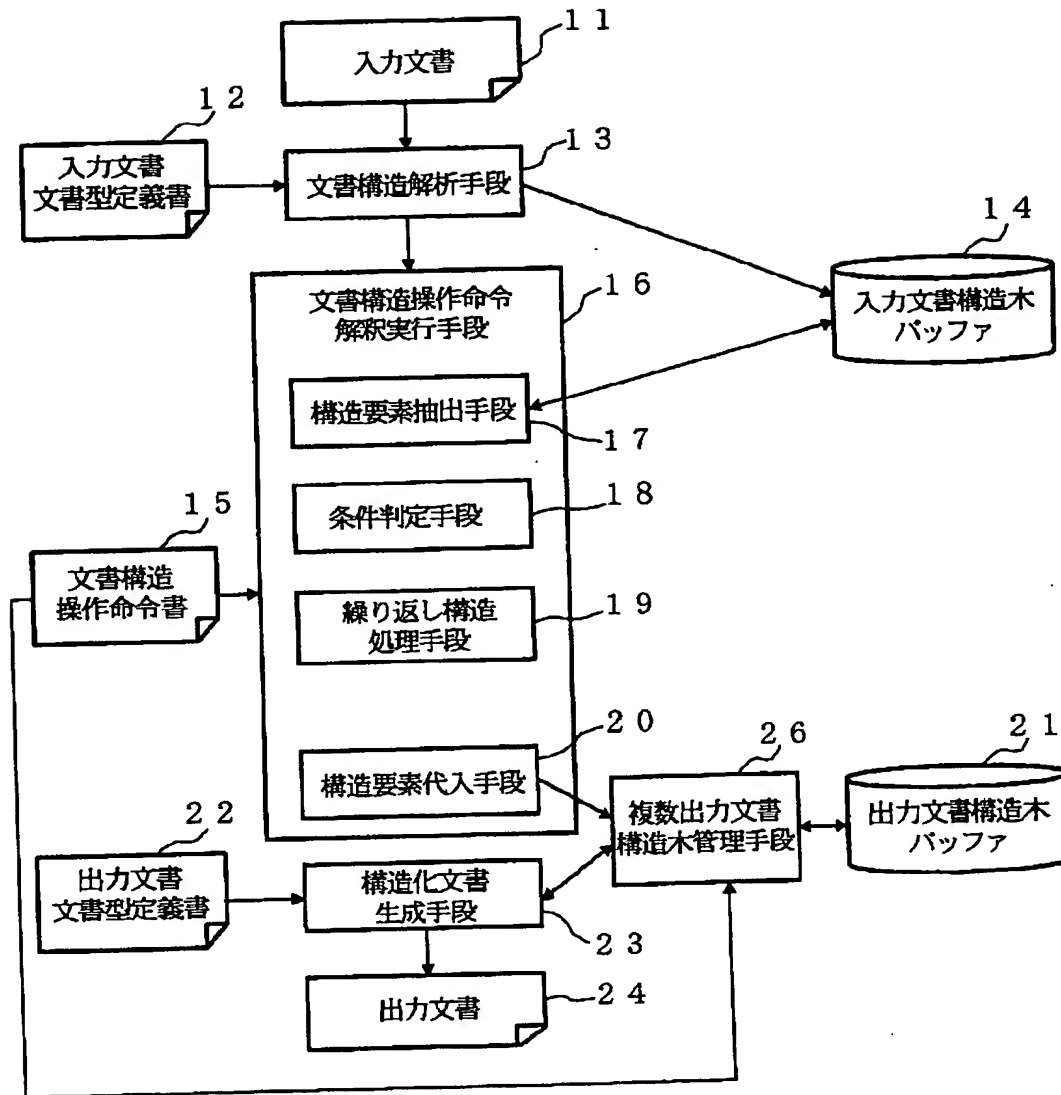 11
入力文書
12
入力文書
文書型定義書
13
文書構造解析手段
14
入力文書構造木
バッファ
16
文書構造操作命令
解釈実行手段
構造要素抽出手段
17
条件判定手段
18
15
文書構造
操作命令書
繰り返し構造
処理手段
19
20
構造要素代入手段
26
複数出力文書
構造木管理手段
21
出力文書構造木
バッファ
22
出力文書
文書型定義書
構造化文書
生成手段
23
出力文書
24